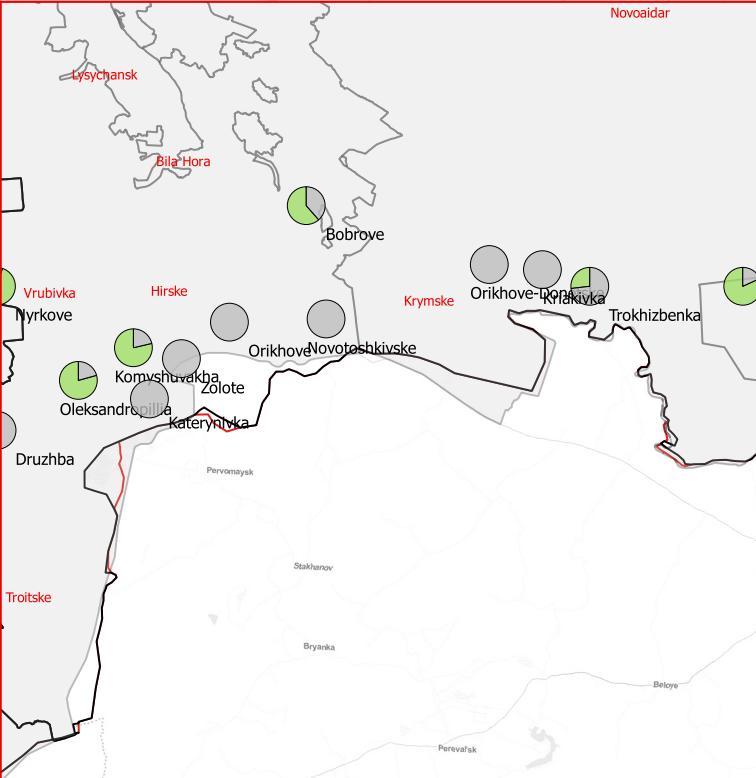 Novoaidar
Lysychansk
Bila Hora
Bobrove
Vrubivka
Hirske
Krymske
Orikhove-Donetske
Kriakivka
Nyrkove
Trokhizbenka
Orikhove
Novotoshkivske
Komyshuvakha
Zolote
Oleksandropillia
Katerynivka
Druzhba
Pervomaysk
Stakhanov
Troitske
Bryanka
Beloye
Pereval'sk